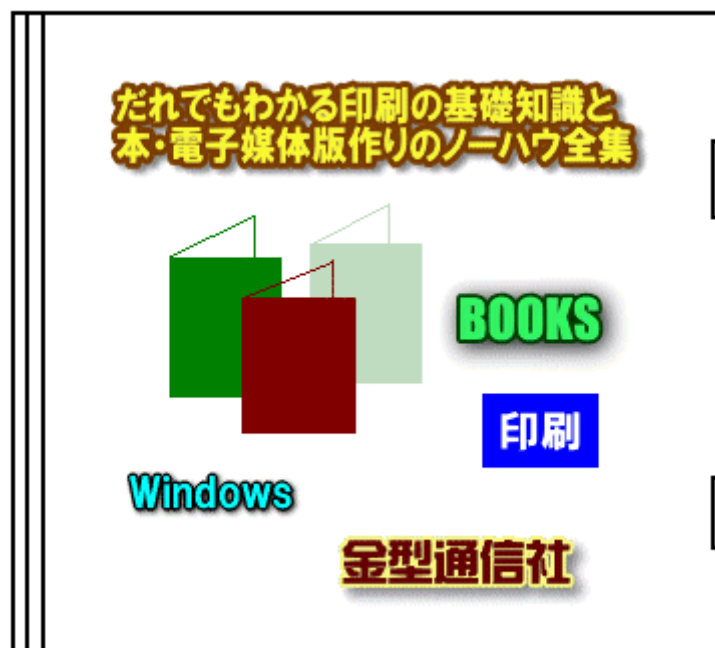 だれでもわかる印刷の基礎知識と
本・電子媒体版作りのノーハウ全集
BOOKS
印刷
Windows
金型通信社